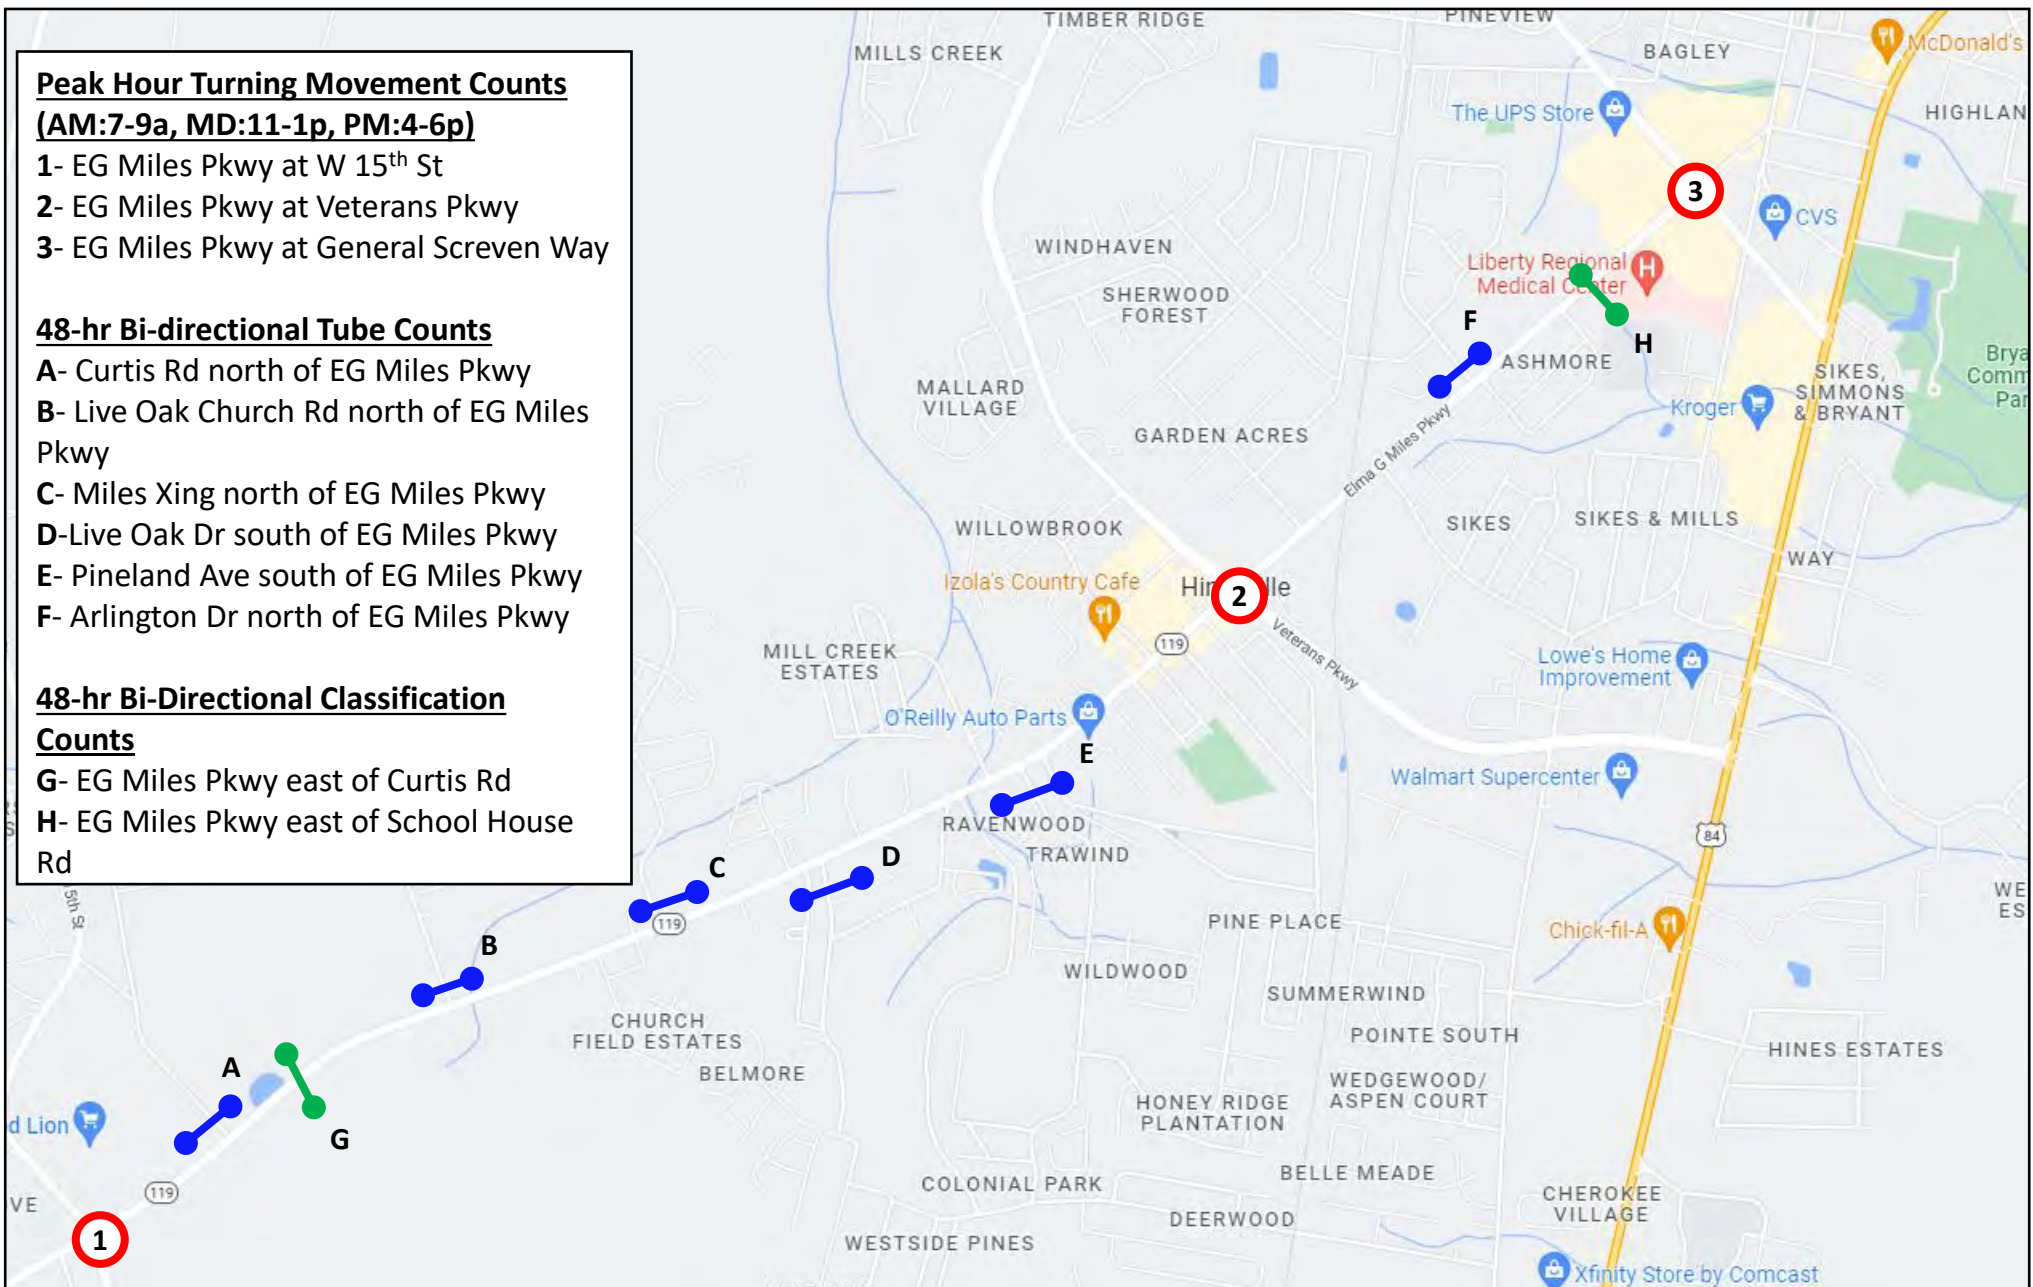 Peak Hour Turning Movement Counts
(AM:7-9a, MD:11-1p, PM:4-6p)
1- EG Miles Pkwy at W 15th St
2- EG Miles Pkwy at Veterans Pkwy
3- EG Miles Pkwy at General Screven Way
48-hr Bi-directional Tube Counts
A- Curtis Rd north of EG Miles Pkwy
B- Live Oak Church Rd north of EG Miles
Pkwy
C- Miles Xing north of EG Miles Pkwy
D-Live Oak Dr south of EG Miles Pkwy
E- Pineland Ave south of EG Miles Pkwy
F- Arlington Dr north of EG Miles Pkwy
48-hr Bi-Directional Classification
Counts
G- EG Miles Pkwy east of Curtis Rd
H- EG Miles Pkwy east of School House
Rd
TIMBER RIDGE
PINEVIEW
MILLS CREEK
BAGLEY
McDonald's
The UPS Store
HIGHLAN
3
CVS
WINDHAVEN
Liberty Regional
Medical Center
H
SHERWOOD
FOREST
F
H
ASHMORE
MALLARD
VILLAGE
SIKES,
SIMMONS
& BRYANT
Brya
Comm
Par
Kroger
GARDEN ACRES
Elma G Miles Pkwy
WILLOWBROOK
SIKES
SIKES & MILLS
WAY
Izola's Country Cafe
2
119
Veterans Pkwy
MILL CREEK
ESTATES
Lowe's Home
Improvement
O'Reilly Auto Parts
E
Walmart Supercenter
RAVENWOOD
TRAWIND
84
C
D
119
5th St
WE
ES
PINE PLACE
Chick-fil-A
B
WILDWOOD
SUMMERWIND
CHURCH
FIELD ESTATES
POINTE SOUTH
HINES ESTATES
A
BELMORE
WEDGEWOOD/
ASPEN COURT
HONEY RIDGE
PLANTATION
d Lion
G
BELLE MEADE
COLONIAL PARK
119
VE
CHEROKEE
VILLAGE
DEERWOOD
1
WESTSIDE PINES
Xfinity Store by Comcast